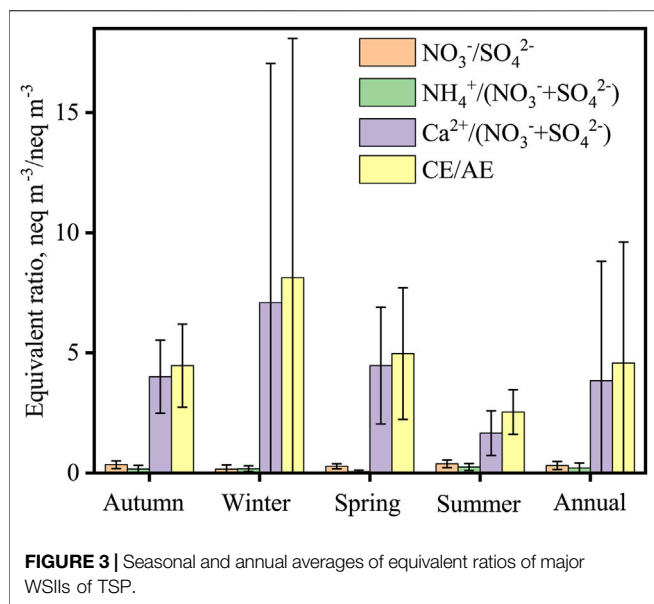 NO₃⁻/SO₄²⁻
NH₄⁺/(NO₃⁻+SO₄²⁻)
Ca²⁺/(NO₃⁻+SO₄²⁻)
CE/AE
Equivalent ratio, neq m⁻³/neq m⁻³
15
10
5
0
Autumn Winter Spring Summer Annual
FIGURE 3 | Seasonal and annual averages of equivalent ratios of major
WSIIs of TSP.